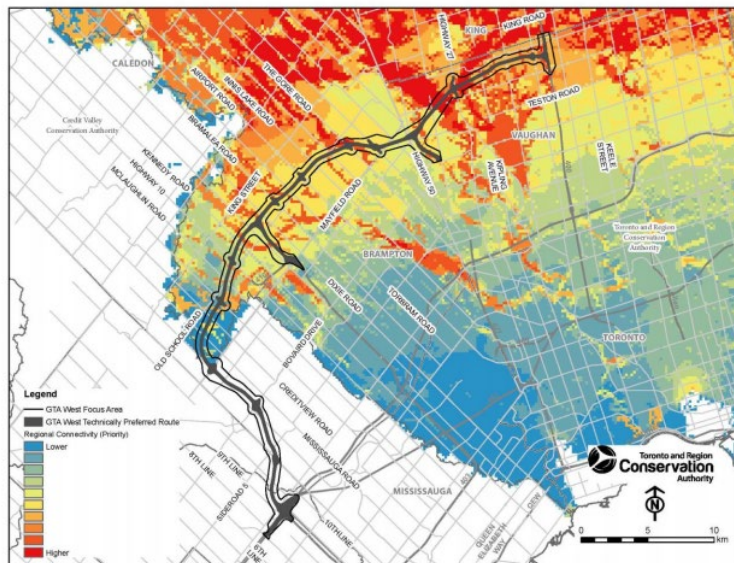 KING ROAD
KING
HIGHWAY 27
CALEDON
THE GORE ROAD
INNIS LAKE ROAD
AIRPORT ROAD
TESTON ROAD
Credit Valley
Conservation Authority
BRAMALEA ROAD
VAUGHAN
KENNEDY ROAD
HIGHWAY 10
MCLAUGHLIN ROAD
HIGHWAY 50
KIPLING
AVENUE
KEELE
STREET
400
KING STREET
MAYFIELD ROAD
Toronto and Region
Conservation
Authority
BRAMPTON
DIXIE ROAD
TORBRAM ROAD
OLD SCHOOL ROAD
BOVAIRD DRIVE
TORONTO
CREDITVIEW ROAD
MISSISSAUGA ROAD
9TH LINE
8TH LINE
SIDEROAD 5
10TH LINE
6TH
LINE
MISSISSAUGA
403
QEW
QUEEN
ELIZABETH
WAY
Legend
GTA West Focus Area
GTA West Technically Preferred Route
Regional Connectivity (Priority)
Lower
Higher
Toronto and Region
Conservation
Authority
N
0
5
10
km